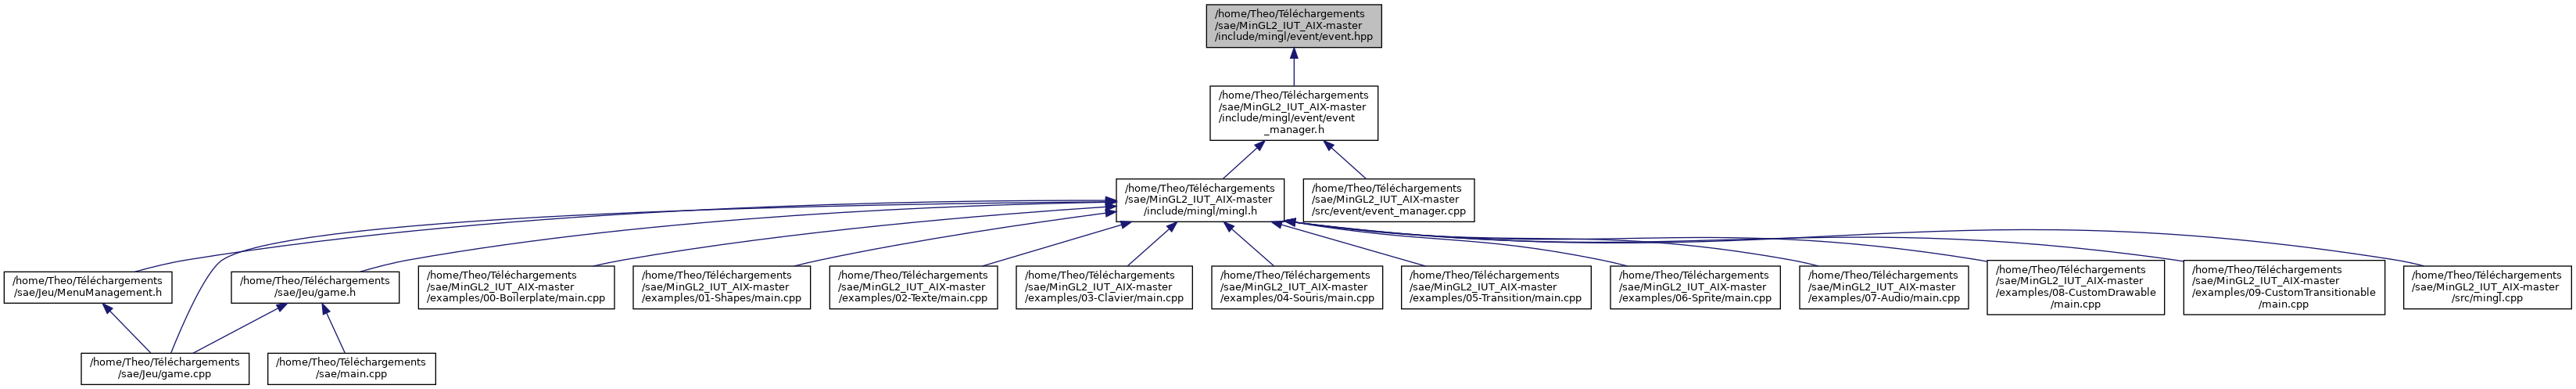 /home/Theo/Téléchargements
/sae/MinGL2_IUT_AIX-master
/include/mingl/event/event.hpp
/home/Theo/Téléchargements
/sae/MinGL2_IUT_AIX-master
/include/mingl/event/event
_manager.h
/home/Theo/Téléchargements
/sae/MinGL2_IUT_AIX-master
/include/mingl/mingl.h
/home/Theo/Téléchargements
/sae/MinGL2_IUT_AIX-master
/src/event/event_manager.cpp
/home/Theo/Téléchargements
/sae/Jeu/MenuManagement.h
/home/Theo/Téléchargements
/sae/Jeu/game.h
/home/Theo/Téléchargements
/sae/MinGL2_IUT_AIX-master
/examples/00-Boilerplate/main.cpp
/home/Theo/Téléchargements
/sae/MinGL2_IUT_AIX-master
/examples/01-Shapes/main.cpp
/home/Theo/Téléchargements
/sae/MinGL2_IUT_AIX-master
/examples/02-Texte/main.cpp
/home/Theo/Téléchargements
/sae/MinGL2_IUT_AIX-master
/examples/03-Clavier/main.cpp
/home/Theo/Téléchargements
/sae/MinGL2_IUT_AIX-master
/examples/04-Souris/main.cpp
/home/Theo/Téléchargements
/sae/MinGL2_IUT_AIX-master
/examples/05-Transition/main.cpp
/home/Theo/Téléchargements
/sae/MinGL2_IUT_AIX-master
/examples/06-Sprite/main.cpp
/home/Theo/Téléchargements
/sae/MinGL2_IUT_AIX-master
/examples/07-Audio/main.cpp
/home/Theo/Téléchargements
/sae/MinGL2_IUT_AIX-master
/examples/08-CustomDrawable
/main.cpp
/home/Theo/Téléchargements
/sae/MinGL2_IUT_AIX-master
/examples/09-CustomTransitionable
/main.cpp
/home/Theo/Téléchargements
/sae/MinGL2_IUT_AIX-master
/src/mingl.cpp
/home/Theo/Téléchargements
/sae/Jeu/game.cpp
/home/Theo/Téléchargements
/sae/main.cpp